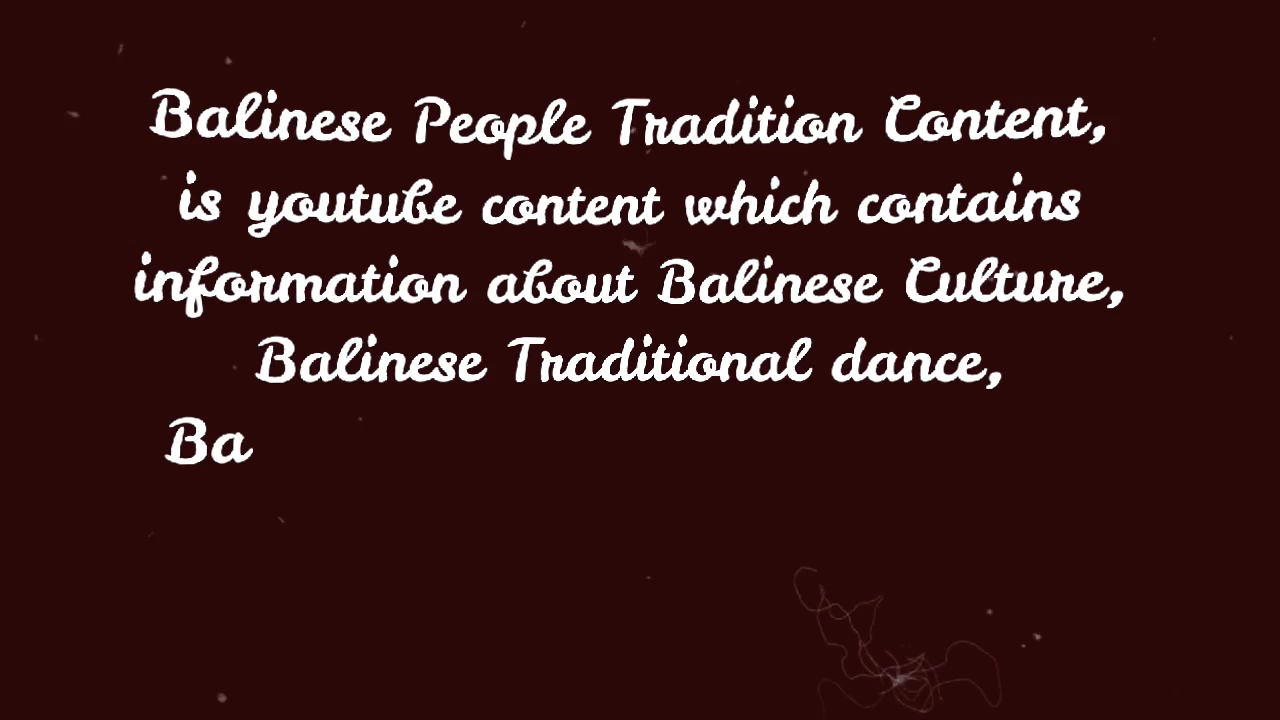 Balinese People Tradition Content,
is youtube content which contains
information about Balinese Culture,
Balinese Traditional dance,
Ba